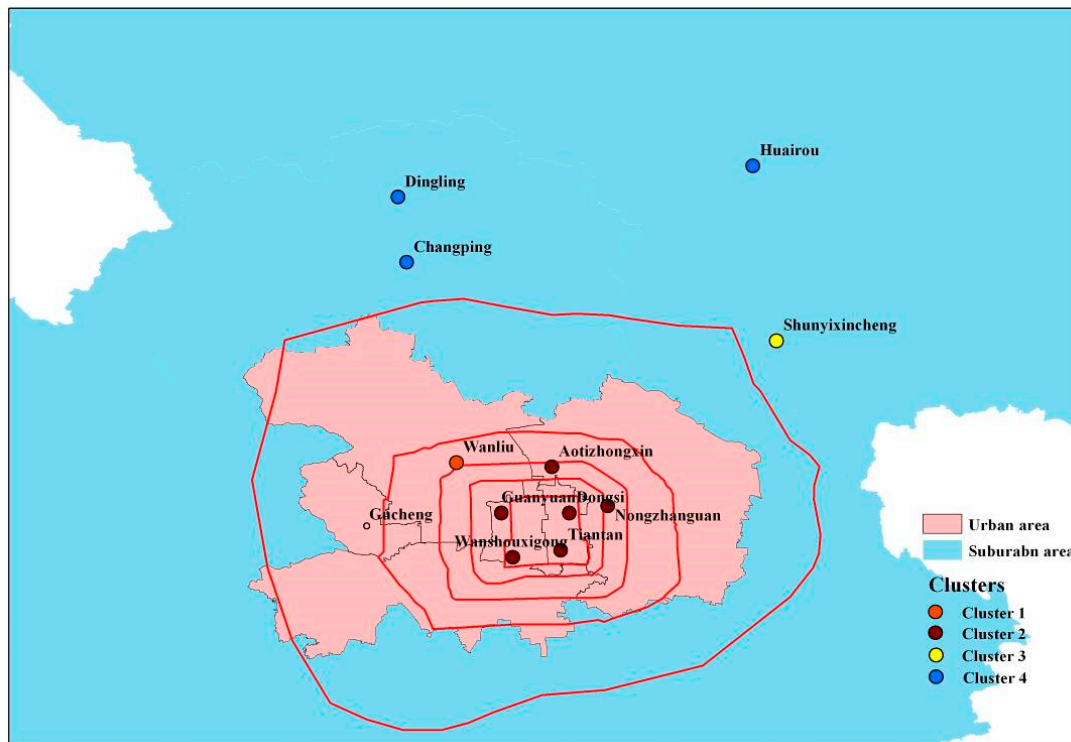 Huairou
Dingling
Changping
Shunyixincheng
Wanliu
Aotizhongxin
Guanyuan
Dongsi
Gucheng
Nongzhanguan
Wanshouxigong
Tiantan
Urban area
Suburabn area
Clusters
Cluster 1
Cluster 2
Cluster 3
Cluster 4